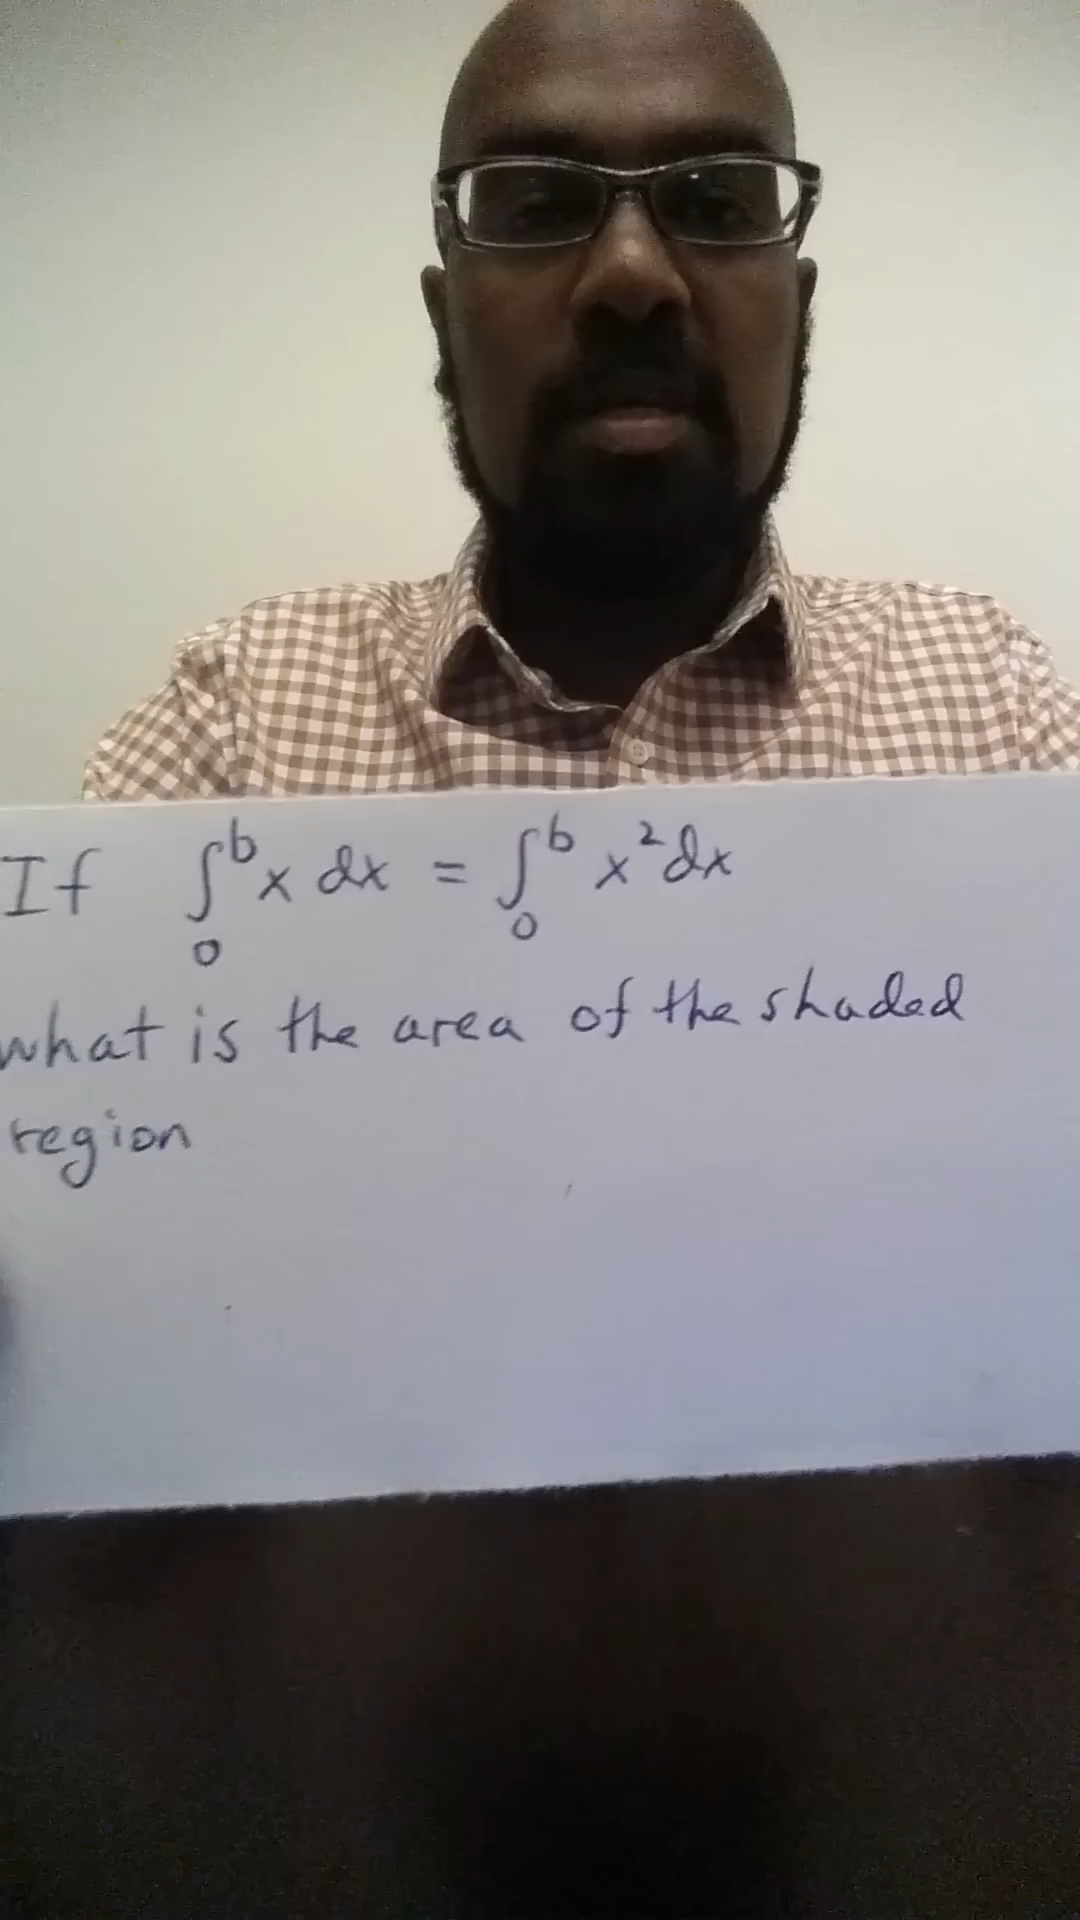 If ∫₀ᵇ x dx = ∫₀ᵇ x² dx
what is the area of the shaded
region